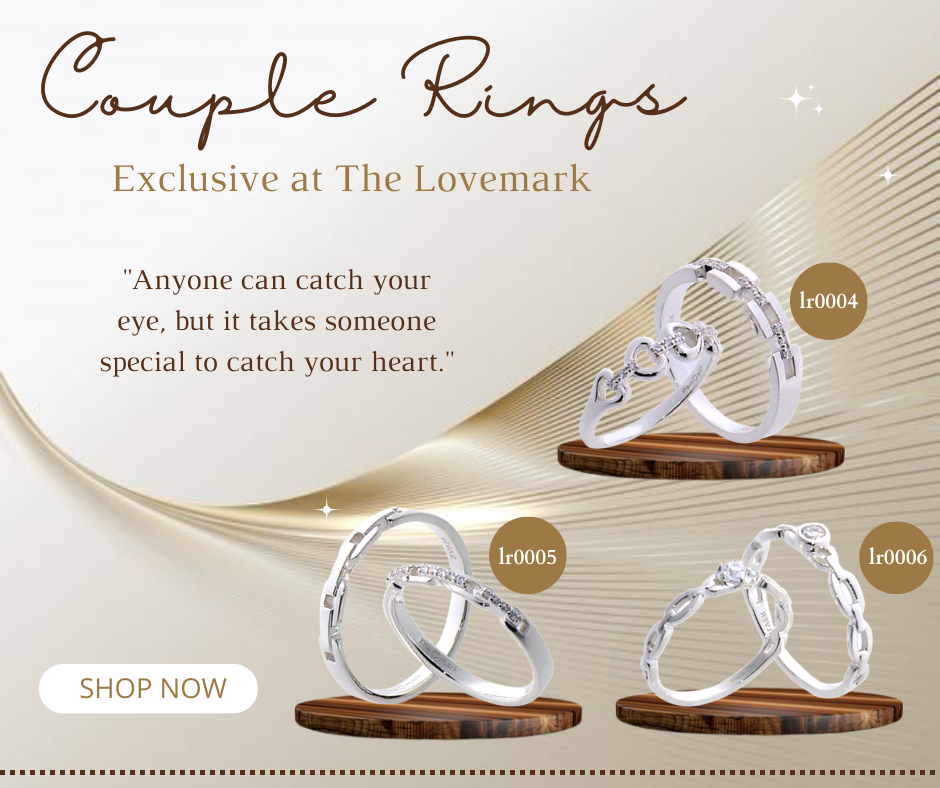 Couple Rings
Exclusive at The Lovemark
"Anyone can catch your
eye, but it takes someone
special to catch your heart."
lr0004
lr0005
lr0006
SHOP NOW